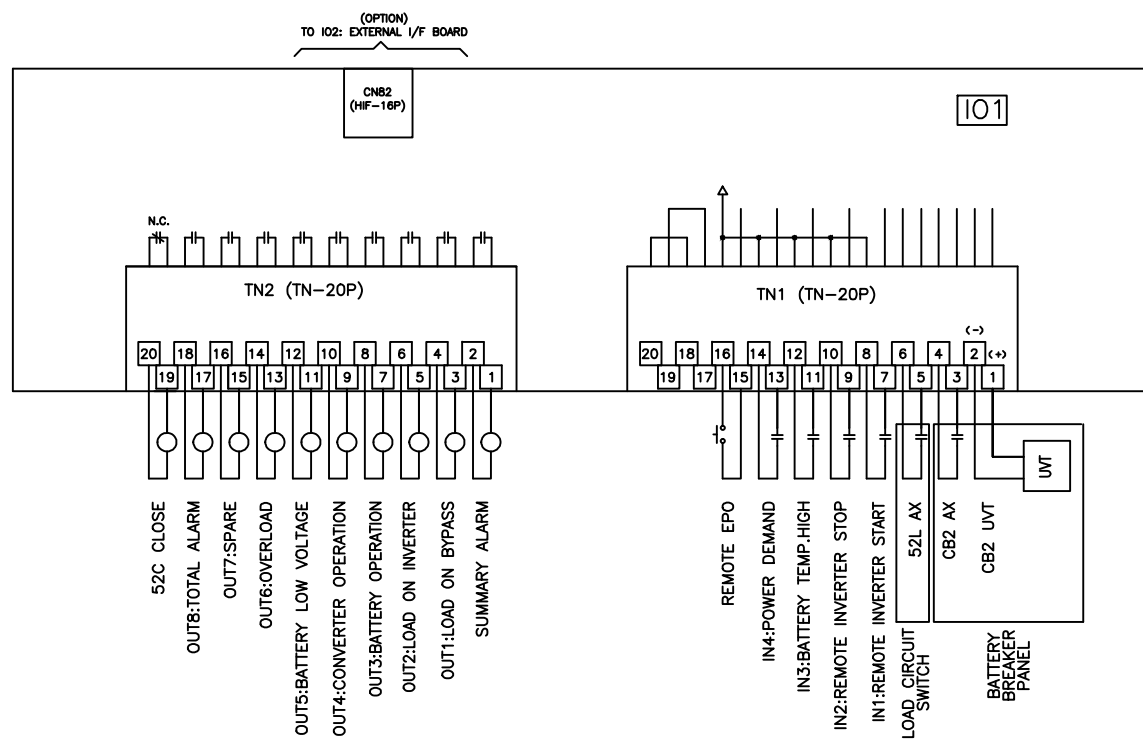 (OPTION)
TO IO2: EXTERNAL I/F BOARD
CN82
(HIF-16P)
IO1
N.C.
TN2 (TN-20P)
TN1 (TN-20P)
(-)
(+)
20 18 16 14 12 10 8 6 4 2
19 17 15 13 11 9 7 5 3 1
20 18 16 14 12 10 8 6 4 2
19 17 15 13 11 9 7 5 3 1
UVT
52C CLOSE
OUT8:TOTAL ALARM
OUT7:SPARE
OUT6:OVERLOAD
OUT5:BATTERY LOW VOLTAGE
OUT4:CONVERTER OPERATION
OUT3:BATTERY OPERATION
OUT2:LOAD ON INVERTER
OUT1:LOAD ON BYPASS
SUMMARY ALARM
REMOTE EPO
IN4:POWER DEMAND
IN3:BATTERY TEMP.HIGH
IN2:REMOTE INVERTER STOP
IN1:REMOTE INVERTER START
52L AX
CB2 AX
CB2 UVT
LOAD CIRCUIT
SWITCH
BATTERY
BREAKER
PANEL